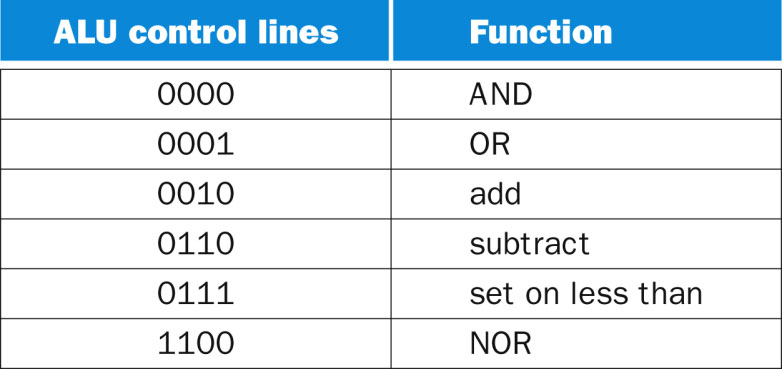 ALU control lines Function
0000 AND
0001 OR
0010 add
0110 subtract
0111 set on less than
1100 NOR